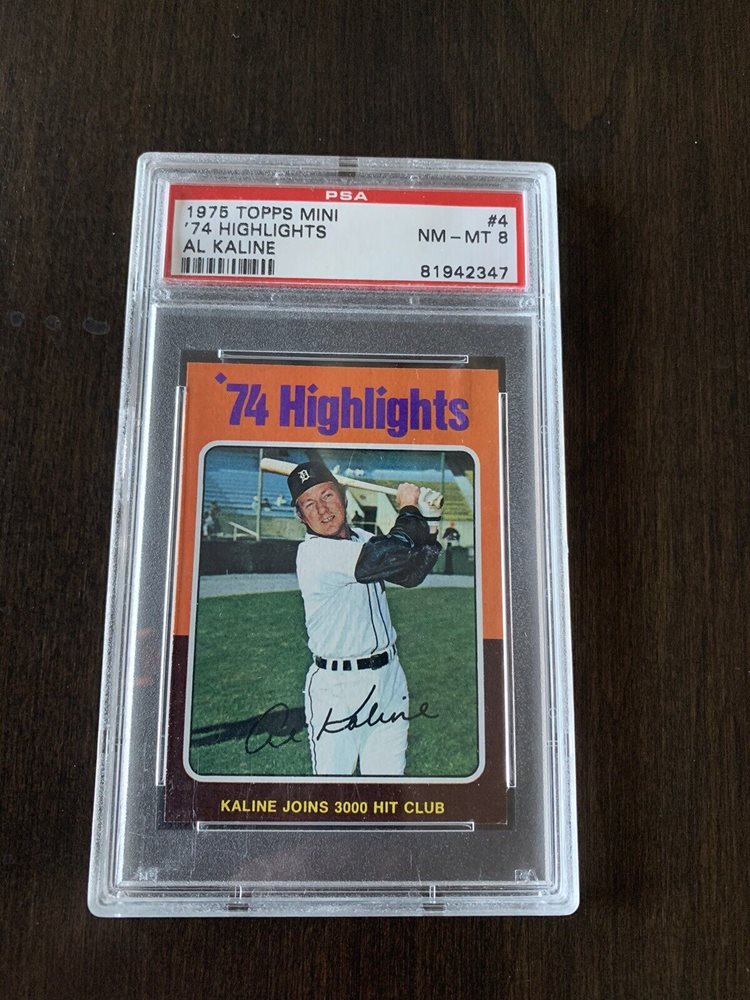 PSA
1975 TOPPS MINI #4
'74 HIGHLIGHTS NM-MT 8
AL KALINE
81942347
'74 Highlights
D
Al Kaline
KALINE JOINS 3000 HIT CLUB